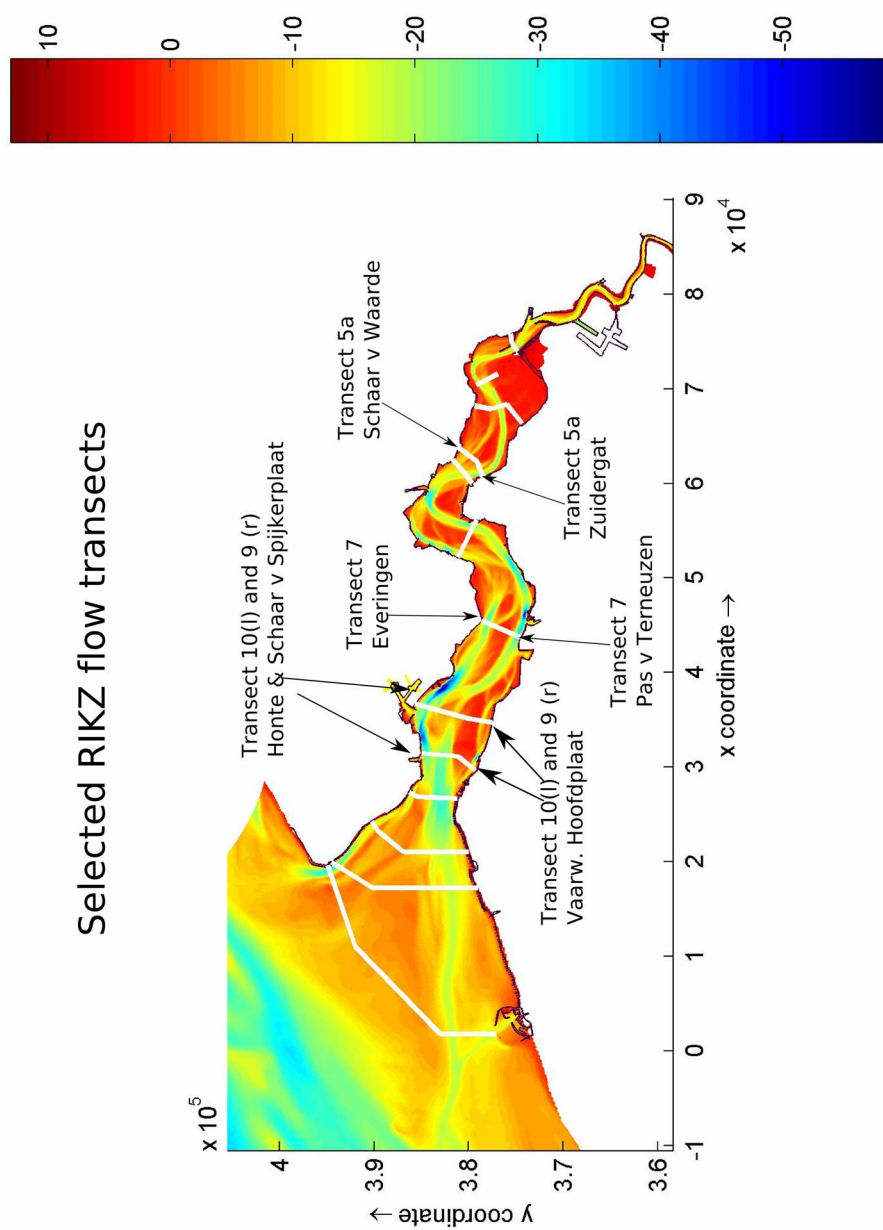 Selected RIKZ flow transects
x 10^5
4
3.9
3.8
3.7
3.6
y coordinate →
Transect 10(l) and 9 (r)
Honte & Schaar v Spijkerplaat
Transect 7
Everingen
Transect 5a
Schaar v Waarde
Transect 10(l) and 9 (r)
Vaarw. Hoofdplaat
Transect 7
Pas v Terneuzen
Transect 5a
Zuidergat
-1
0
1
2
3
4
5
6
7
8
9
x 10^4
x coordinate →
10
0
-10
-20
-30
-40
-50